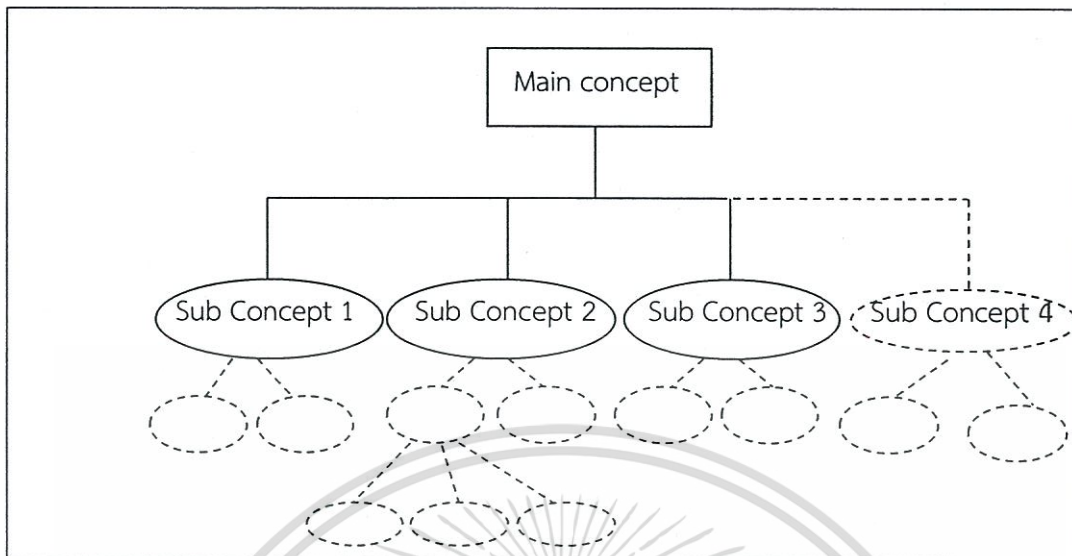 Main concept
Sub Concept 1
Sub Concept 2
Sub Concept 3
Sub Concept 4